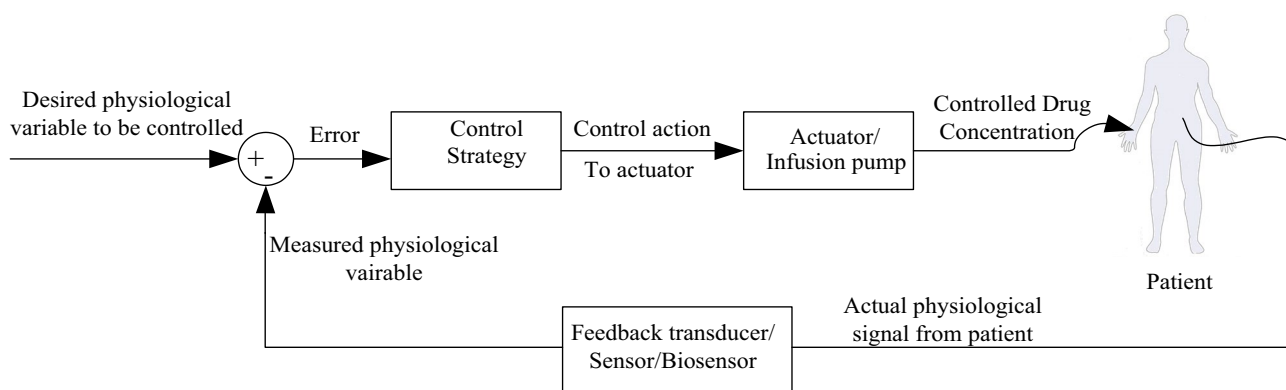 Desired physiological
variable to be controlled
+
-
Error
Control
Strategy
Control action
To actuator
Actuator/
Infusion pump
Controlled Drug
Concentration
Patient
Measured physiological
vairable
Feedback transducer/
Sensor/Biosensor
Actual physiological
signal from patient